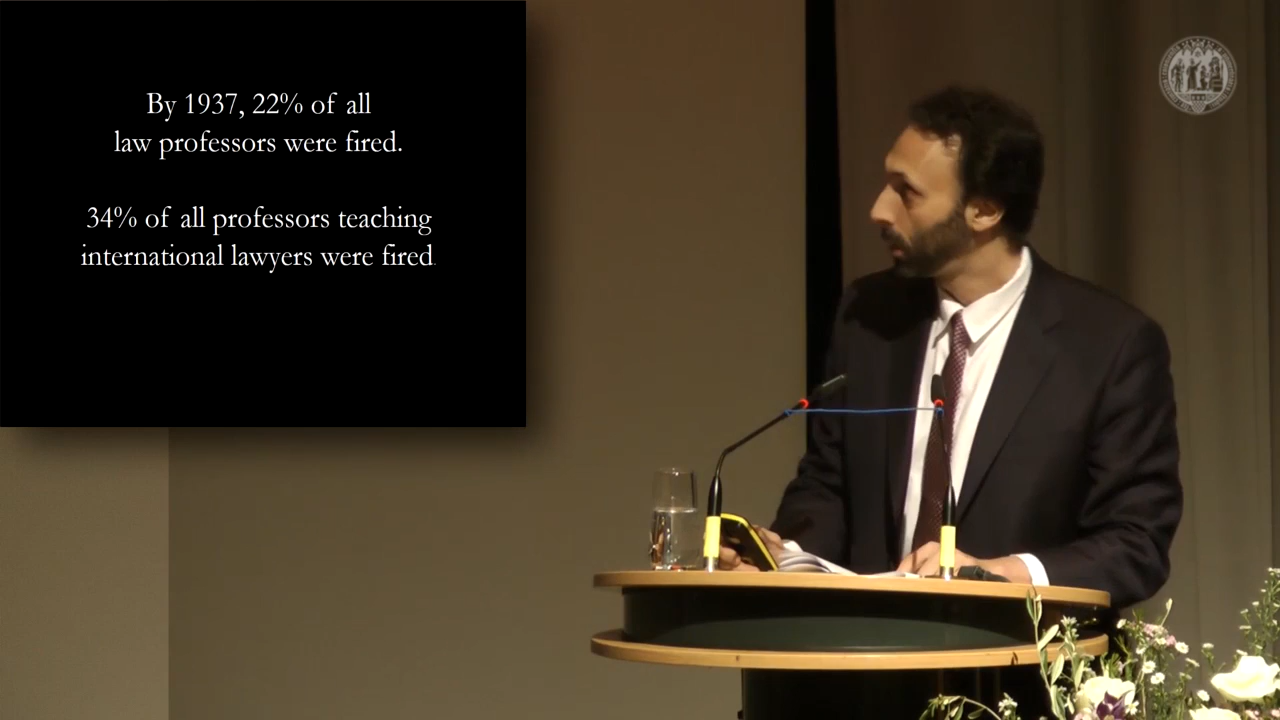 By 1937, 22% of all
law professors were fired.
34% of all professors teaching
international lawyers were fired.